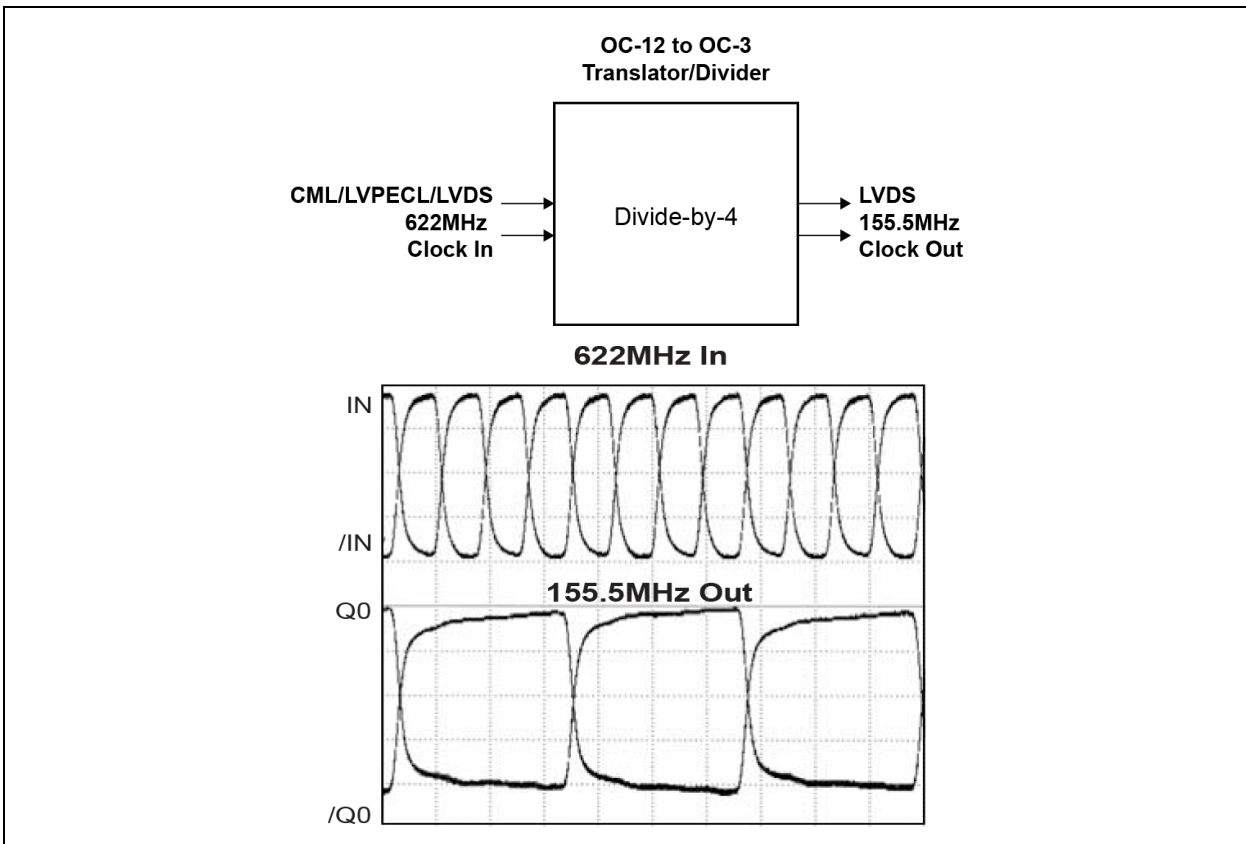 OC-12 to OC-3
Translator/Divider
CML/LVPECL/LVDS
622MHz
Clock In
Divide-by-4
LVDS
155.5MHz
Clock Out
622MHz In
IN
/IN
155.5MHz Out
Q0
/Q0